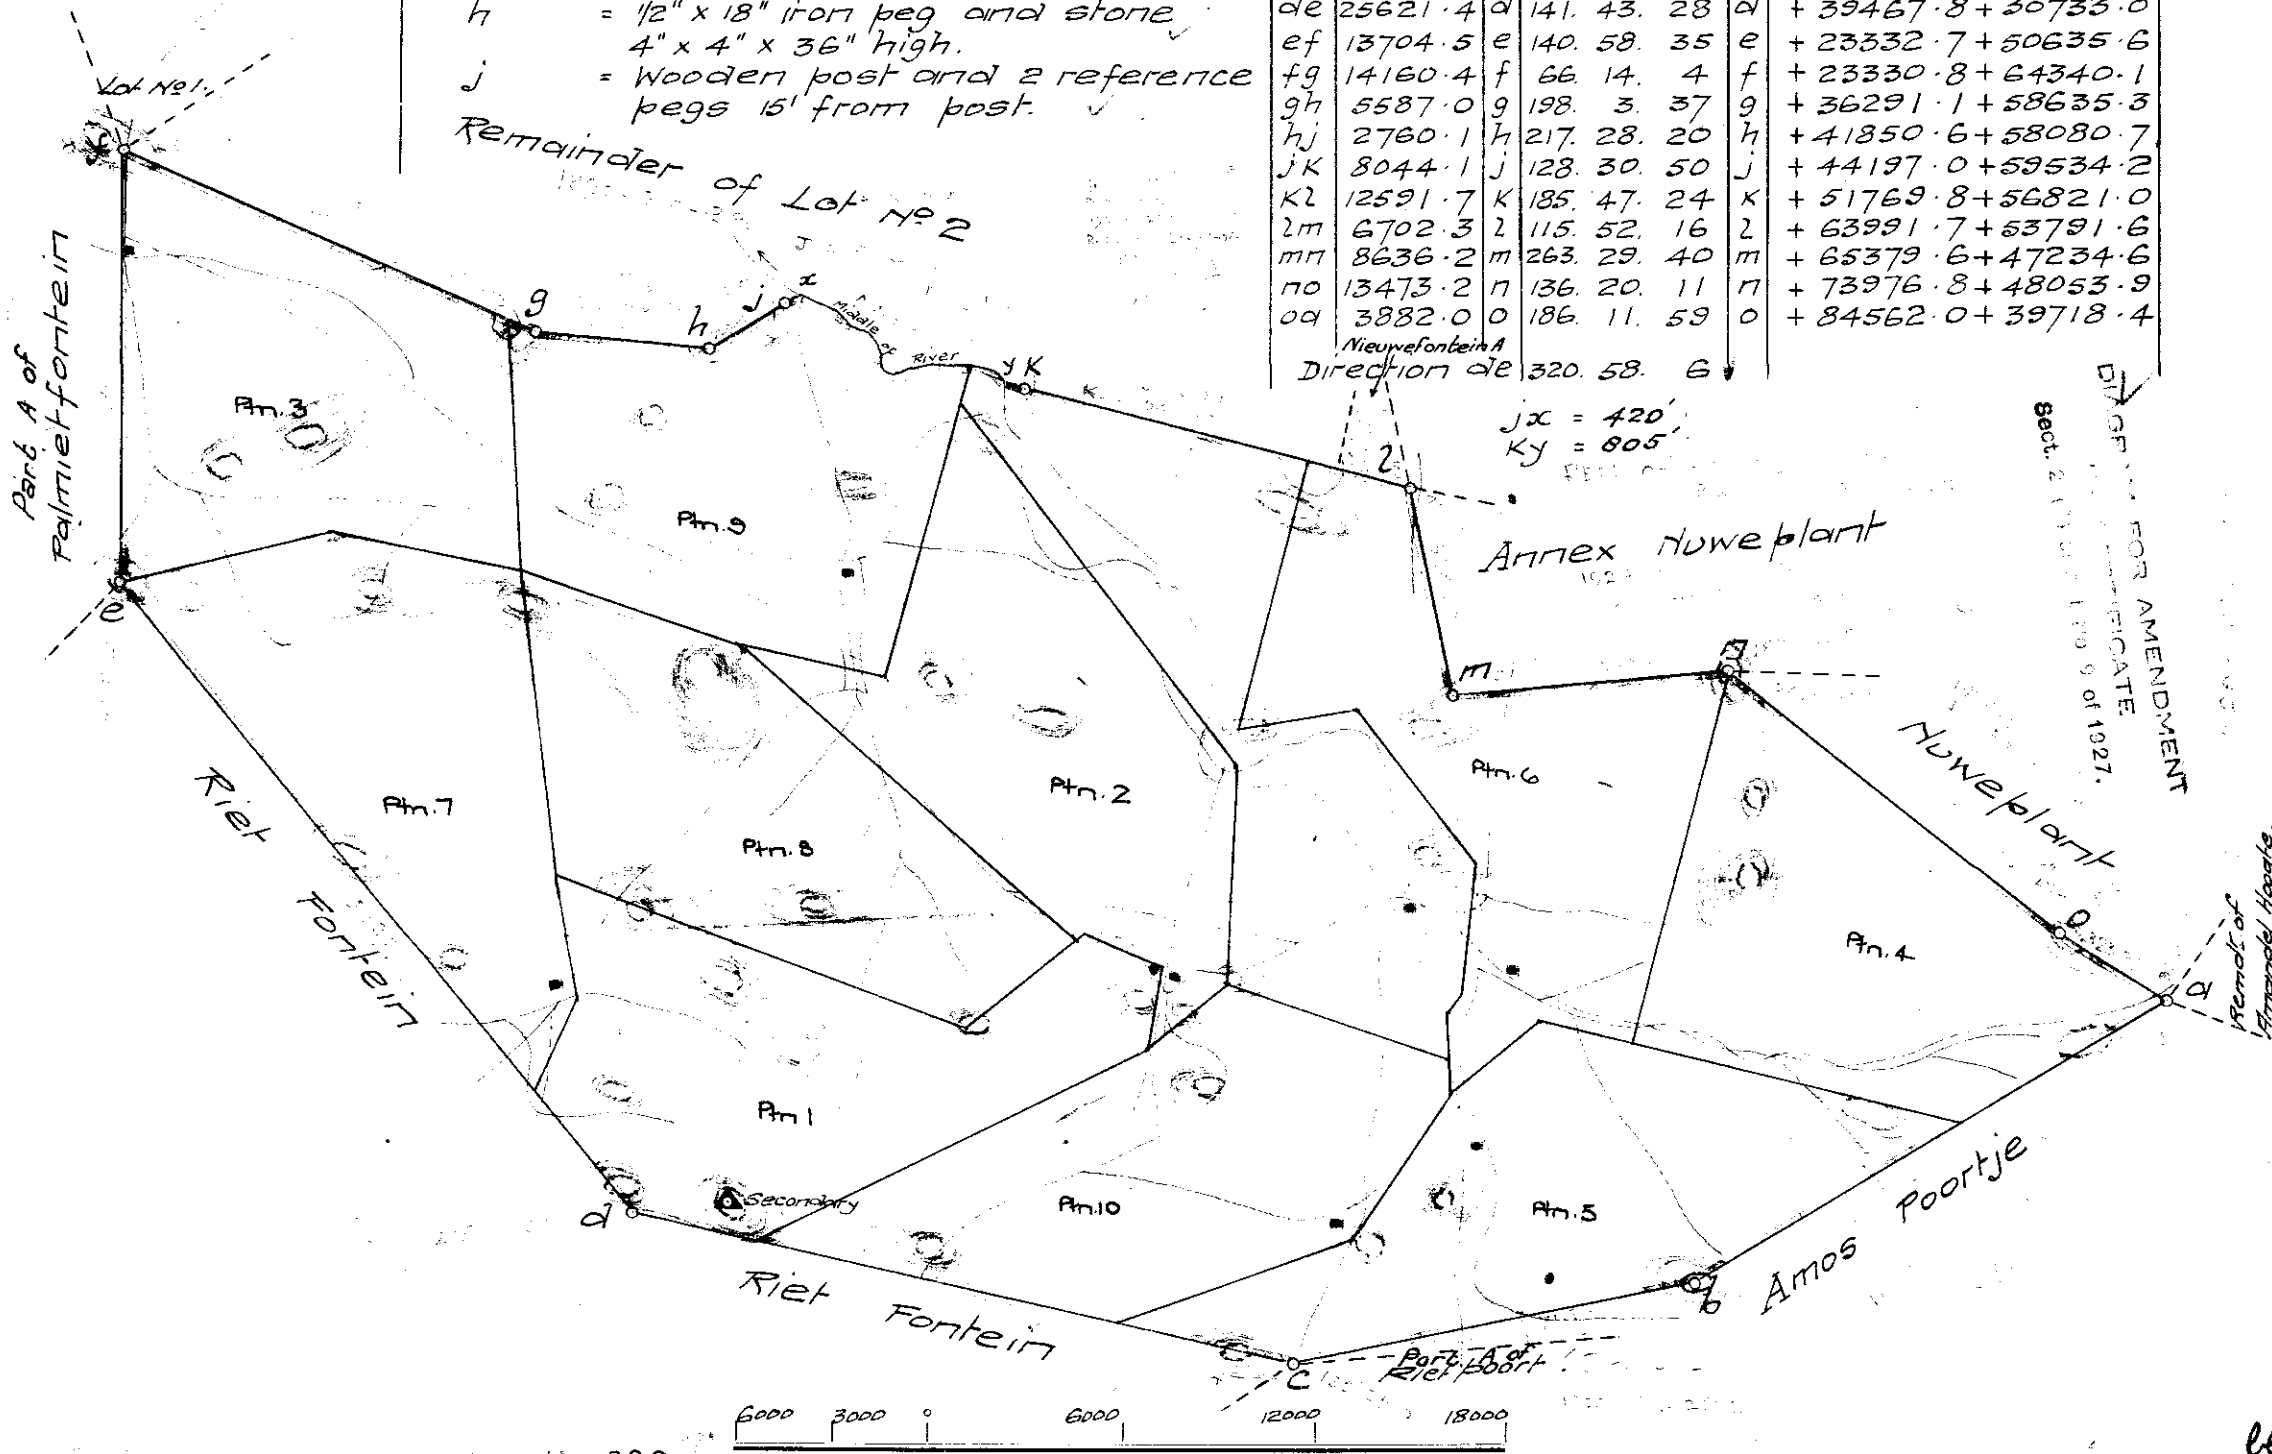 h = 1/2" x 18" iron peg and stone
4" x 4" x 36" high.
j = Wooden post and 2 reference
pegs 15' from post.
de 25621.4 d 141. 43. 28 d + 39467.8 + 30733.0
ef 13704.5 e 140. 58. 35 e + 23332.7 + 50635.6
fg 14160.4 f 66. 14. 4 f + 23330.8 + 64340.1
gh 5587.0 g 198. 3. 37 g + 36291.1 + 58635.3
hj 2760.1 h 217. 28. 20 h + 41850.6 + 58080.7
jK 8044.1 j 128. 30. 50 j + 44197.0 + 59534.2
Kl 12591.7 K 185. 47. 24 K + 51769.8 + 56821.0
lm 6702.3 l 115. 52. 16 l + 63991.7 + 53791.6
mn 8636.2 m 263. 29. 40 m + 65379.6 + 47234.6
no 13473.2 n 136. 20. 11 n + 73976.8 + 48053.9
oa 3882.0 o 186. 11. 59 o + 84562.0 + 39718.4
Nieuwefontein A
Direction de 320. 58. 6
jx = 420'
Ky = 805'
Lot No 1.
Remainder of Lot No 2
Part A of
Palmietfontein
f
g
h
j
x
Middle of River
y K
K
l
Ptn. 3
Ptn. 9
Annex Nuweplant
FOR AMENDMENT
Sect. 2
9 of 1927.
e
m
n
Nuweplant
Ptn. 6
Ptn. 2
Ptn. 7
Ptn. 8
Riet Fontein
Ptn. 4
o
a
Remdr. of
Ptn 1
Secondary
d
Ptn. 10
Ptn. 5
Amos Poortje
b
Riet Fontein
c
Part A of
Rietpoort
6000 3000 0 6000 12000 18000